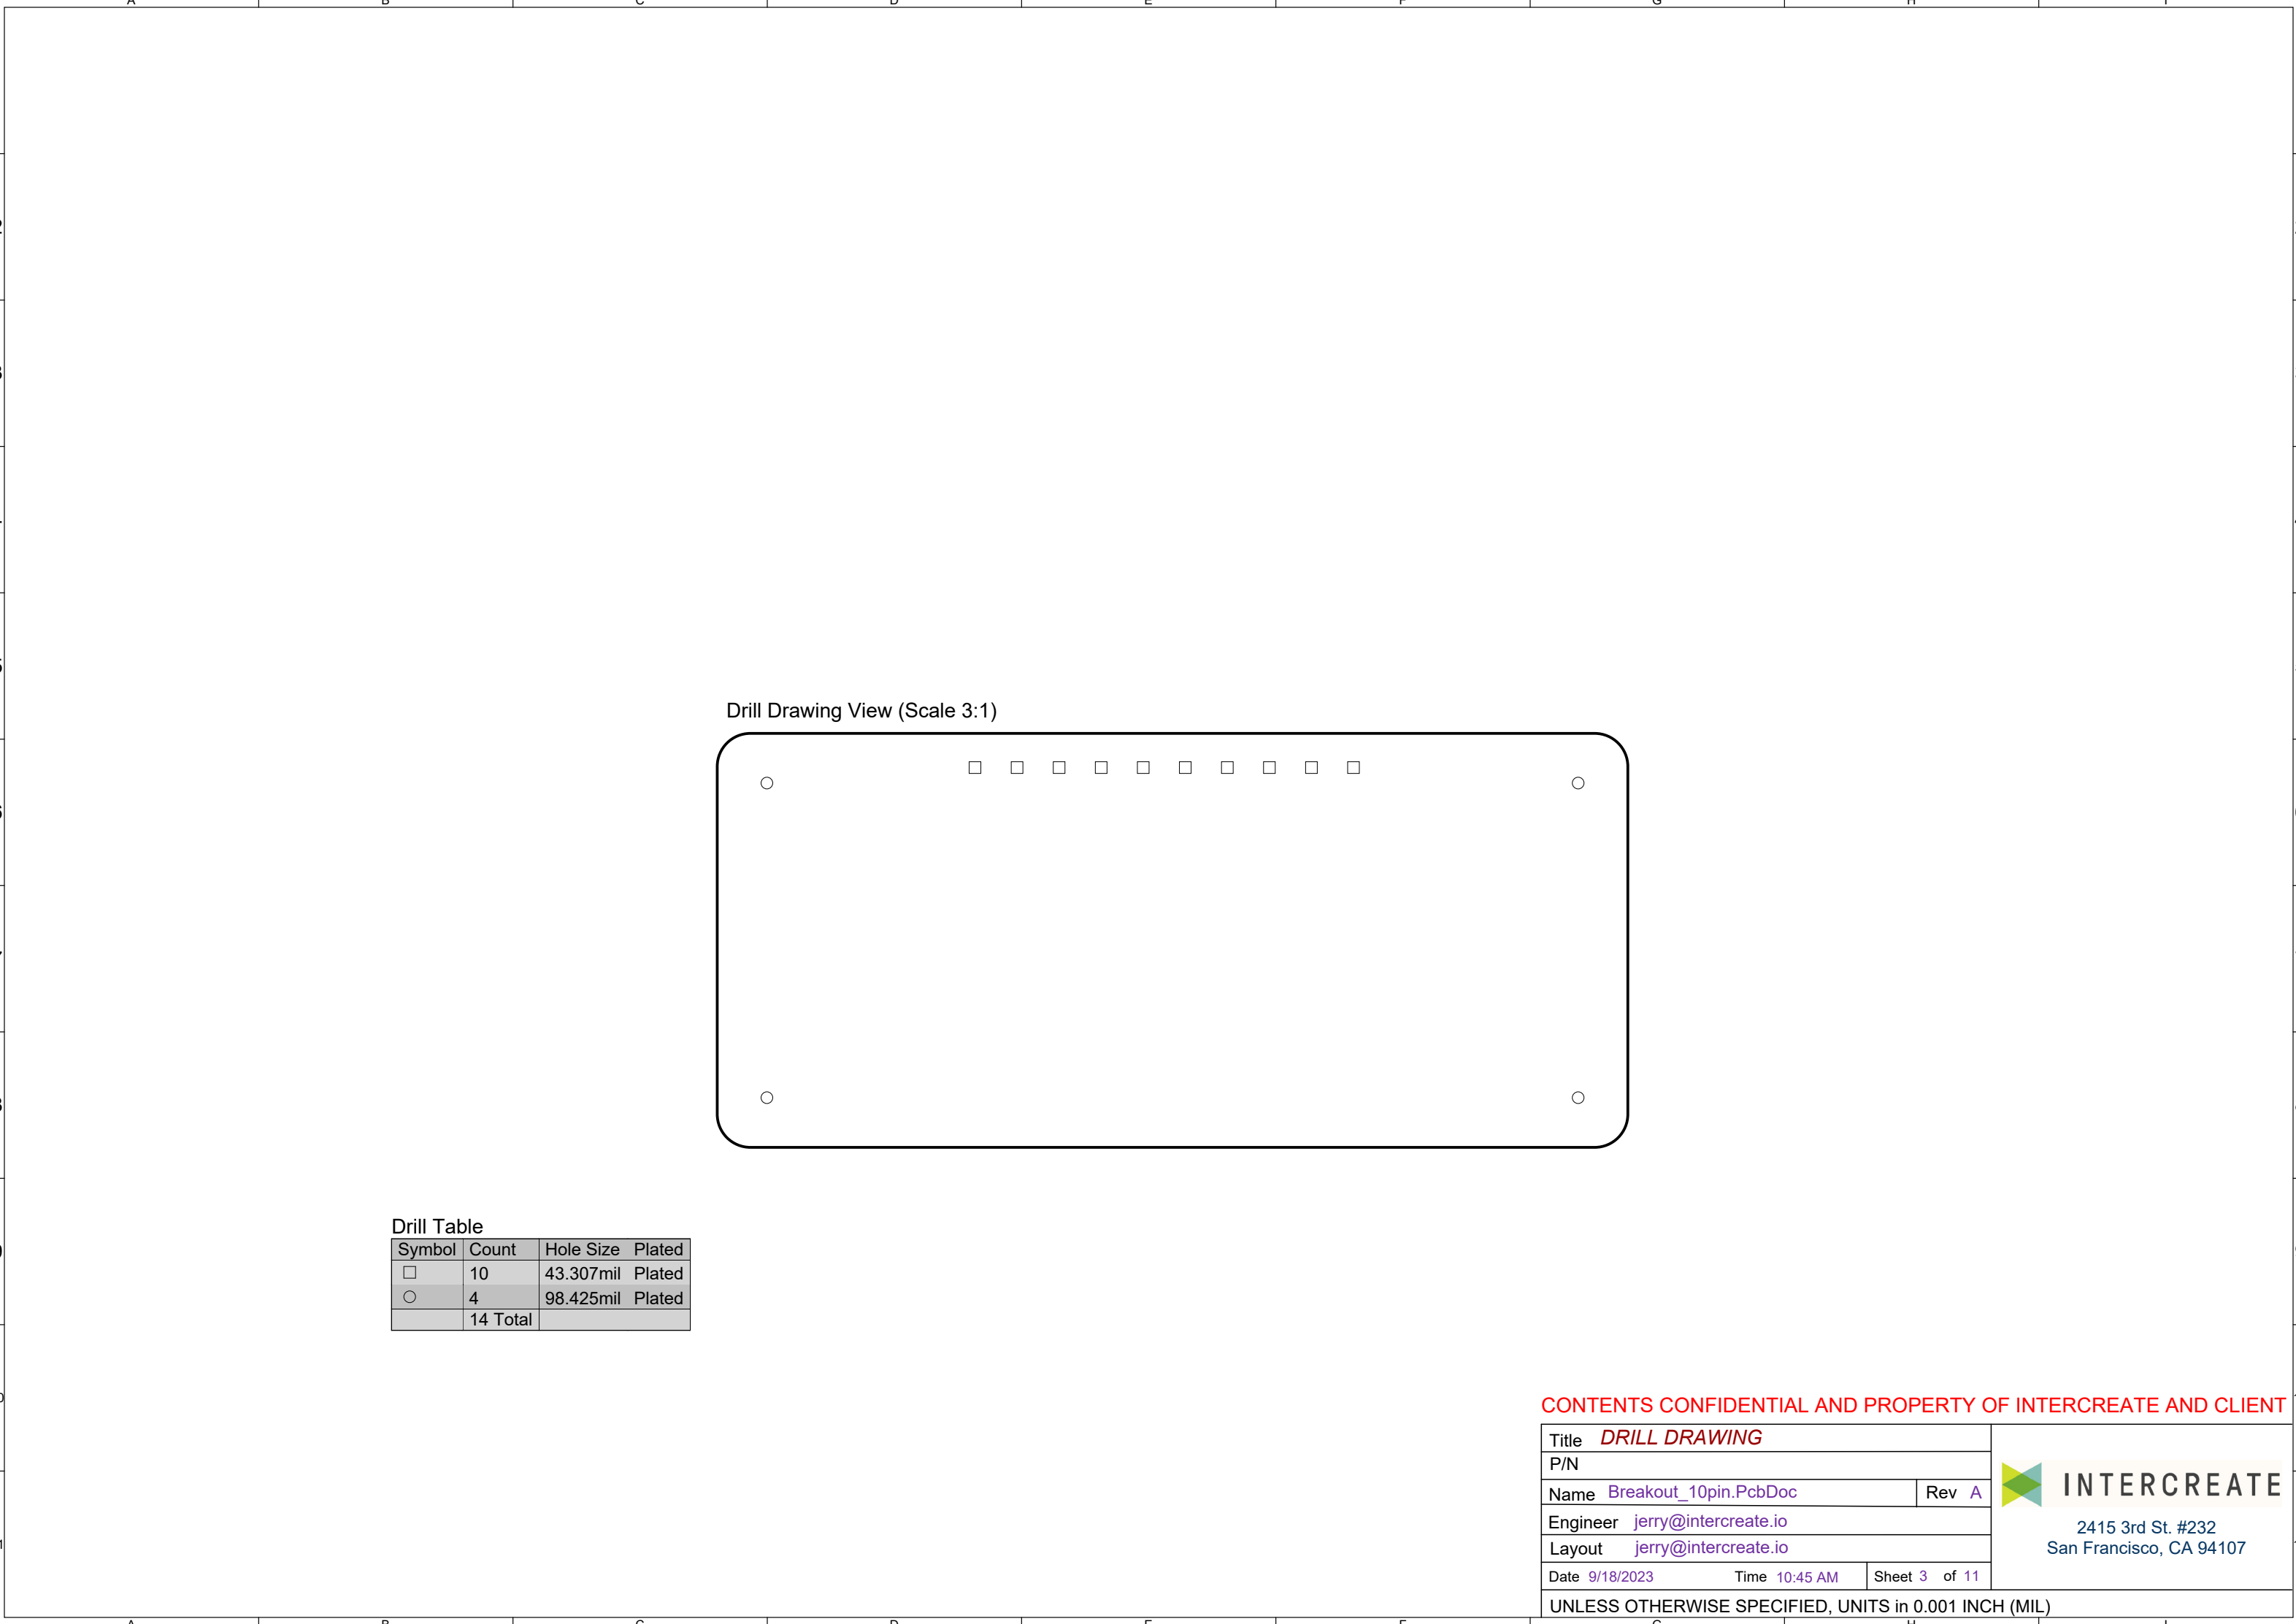 A B C D E F G H I
Drill Drawing View (Scale 3:1)
Drill Table
Symbol Count Hole Size Plated
10 43.307mil Plated
4 98.425mil Plated
14 Total
CONTENTS CONFIDENTIAL AND PROPERTY OF INTERCREATE AND CLIENT
Title DRILL DRAWING
P/N
Name Breakout_10pin.PcbDoc Rev A
Engineer jerry@intercreate.io
Layout jerry@intercreate.io
Date 9/18/2023 Time 10:45 AM Sheet 3 of 11
UNLESS OTHERWISE SPECIFIED, UNITS in 0.001 INCH (MIL)
INTERCREATE
2415 3rd St. #232
San Francisco, CA 94107